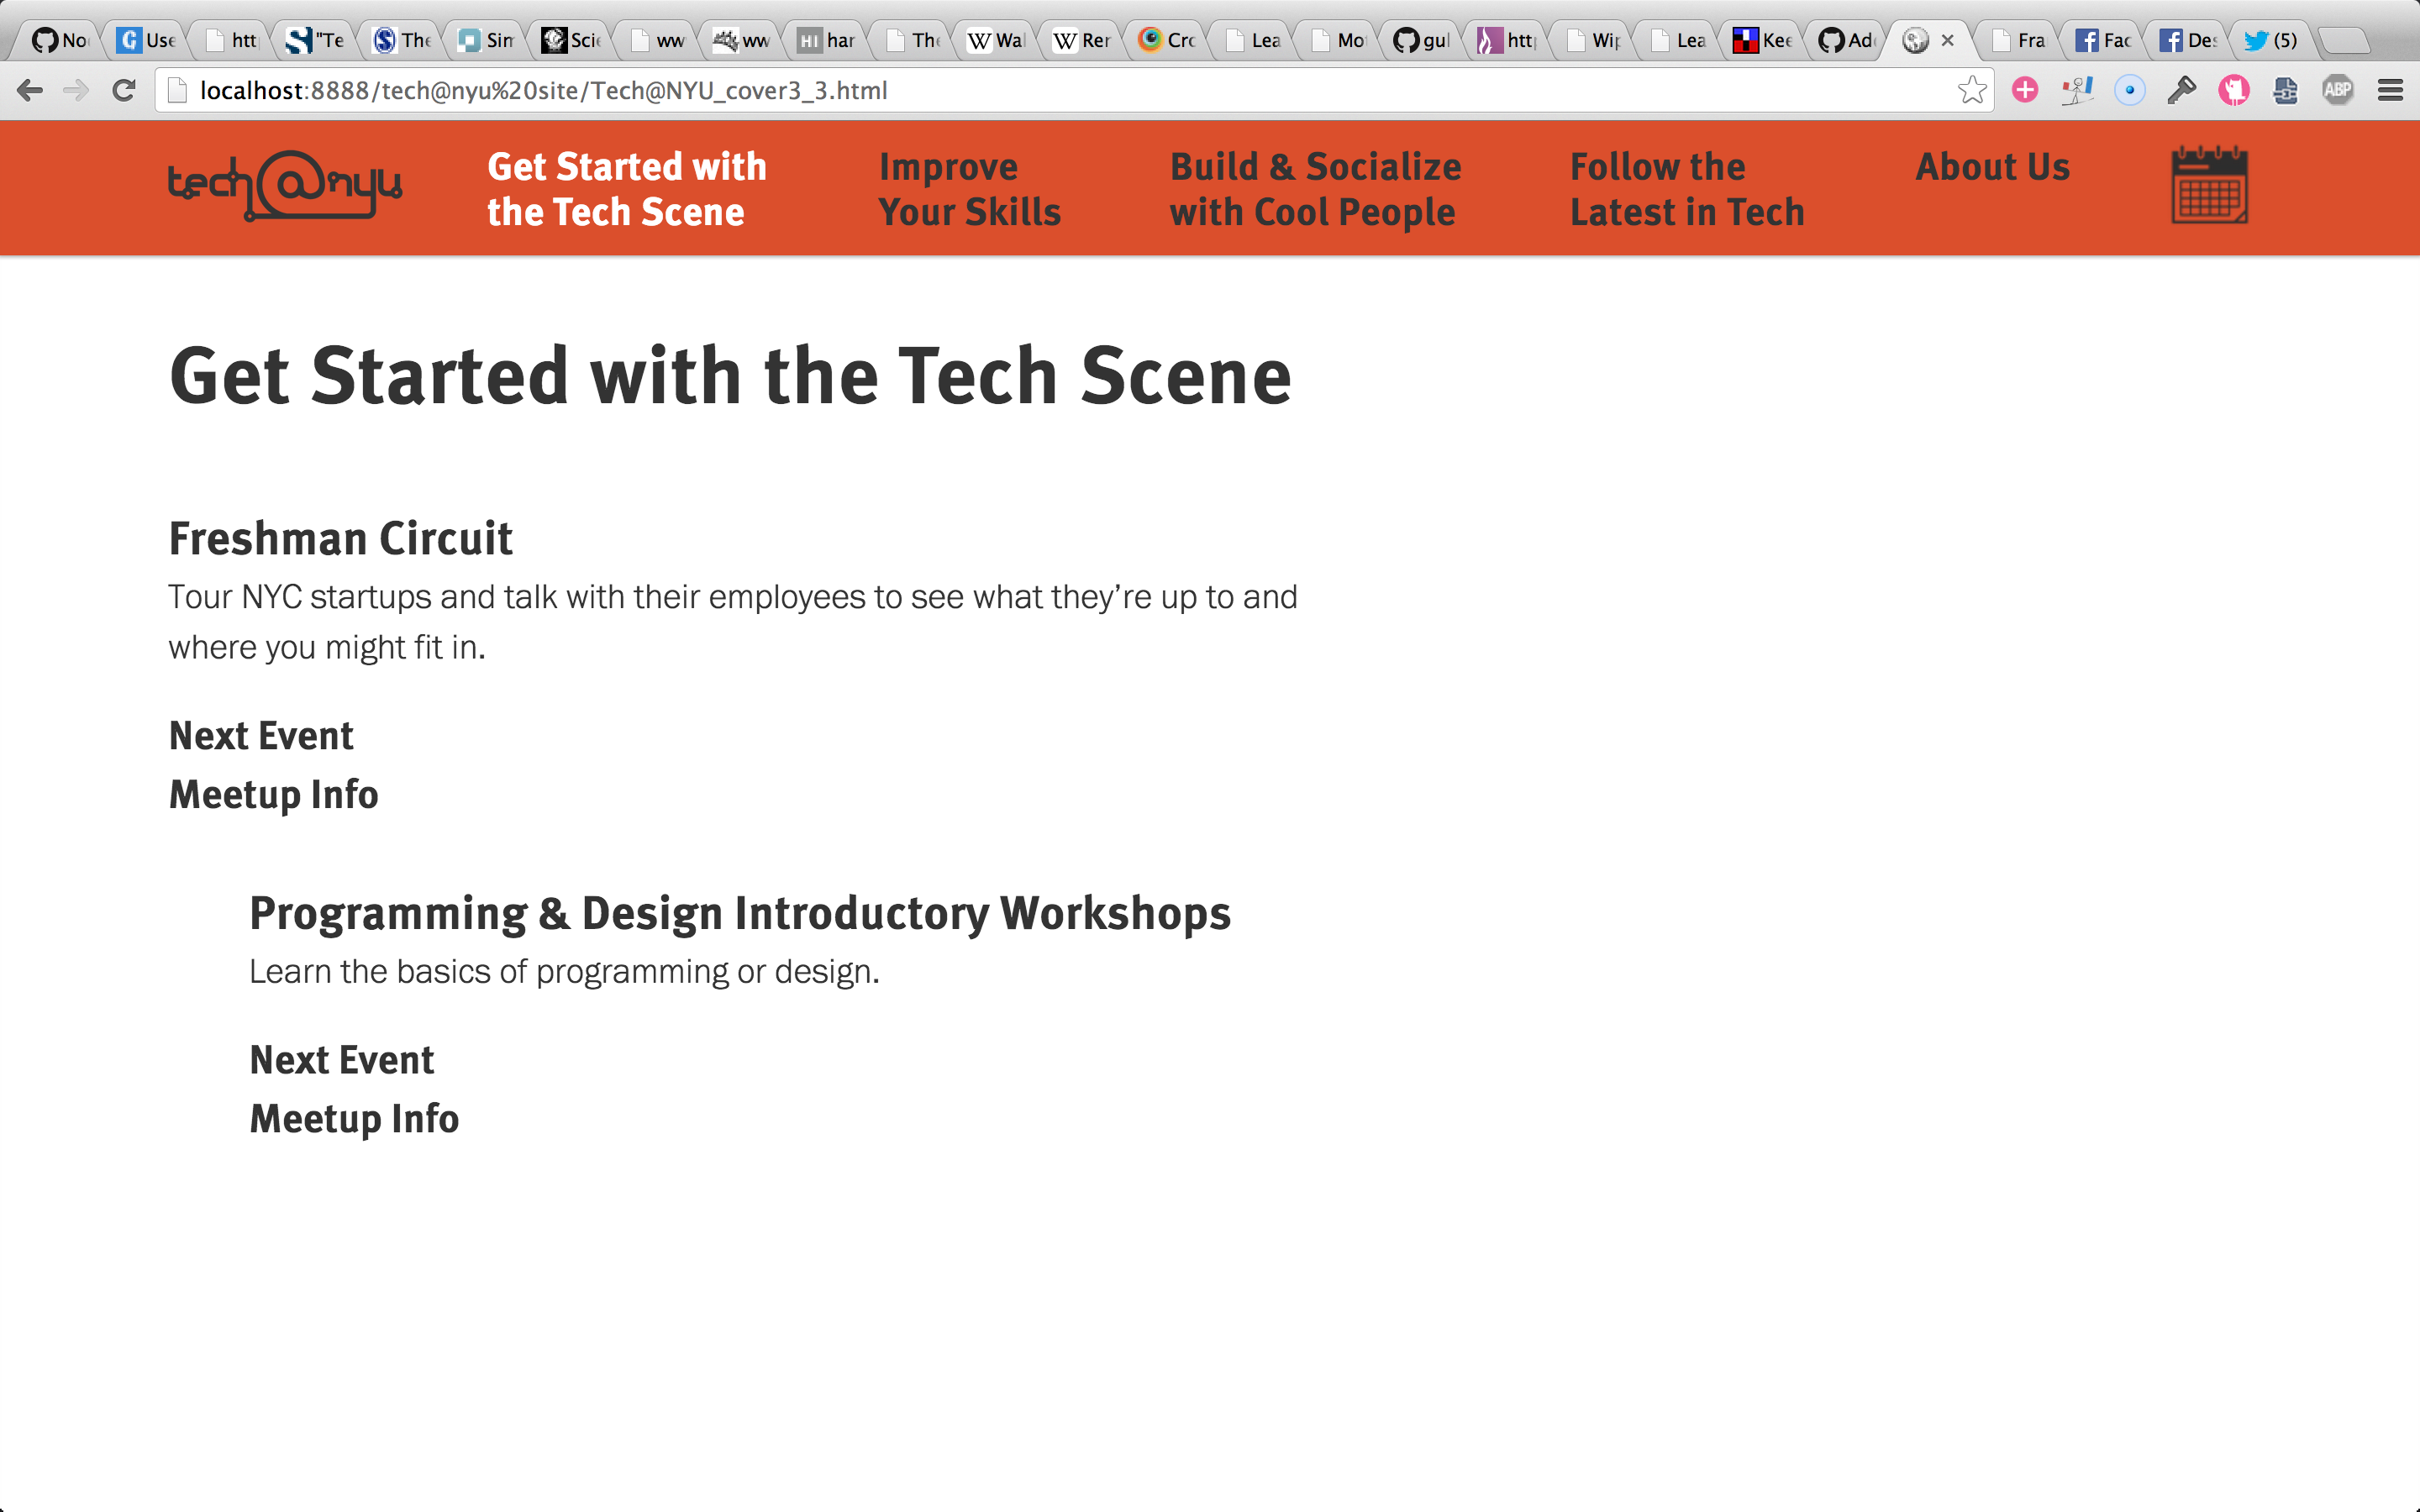 No
Use
htt
"Te
The
Sim
Scie
ww
ww
HI har
The
W Wal
W Rer
Cro
Lea
Mo
gul
http
Wip
Lea
Kee
Ad
Fra
Fac
Des
(5)
localhost:8888/tech@nyu%20site/Tech@NYU_cover3_3.html
ABP
tech@nyu
Get Started with
the Tech Scene
Improve
Your Skills
Build & Socialize
with Cool People
Follow the
Latest in Tech
About Us
Get Started with the Tech Scene
Freshman Circuit
Tour NYC startups and talk with their employees to see what they’re up to and
where you might fit in.
Next Event
Meetup Info
Programming & Design Introductory Workshops
Learn the basics of programming or design.
Next Event
Meetup Info